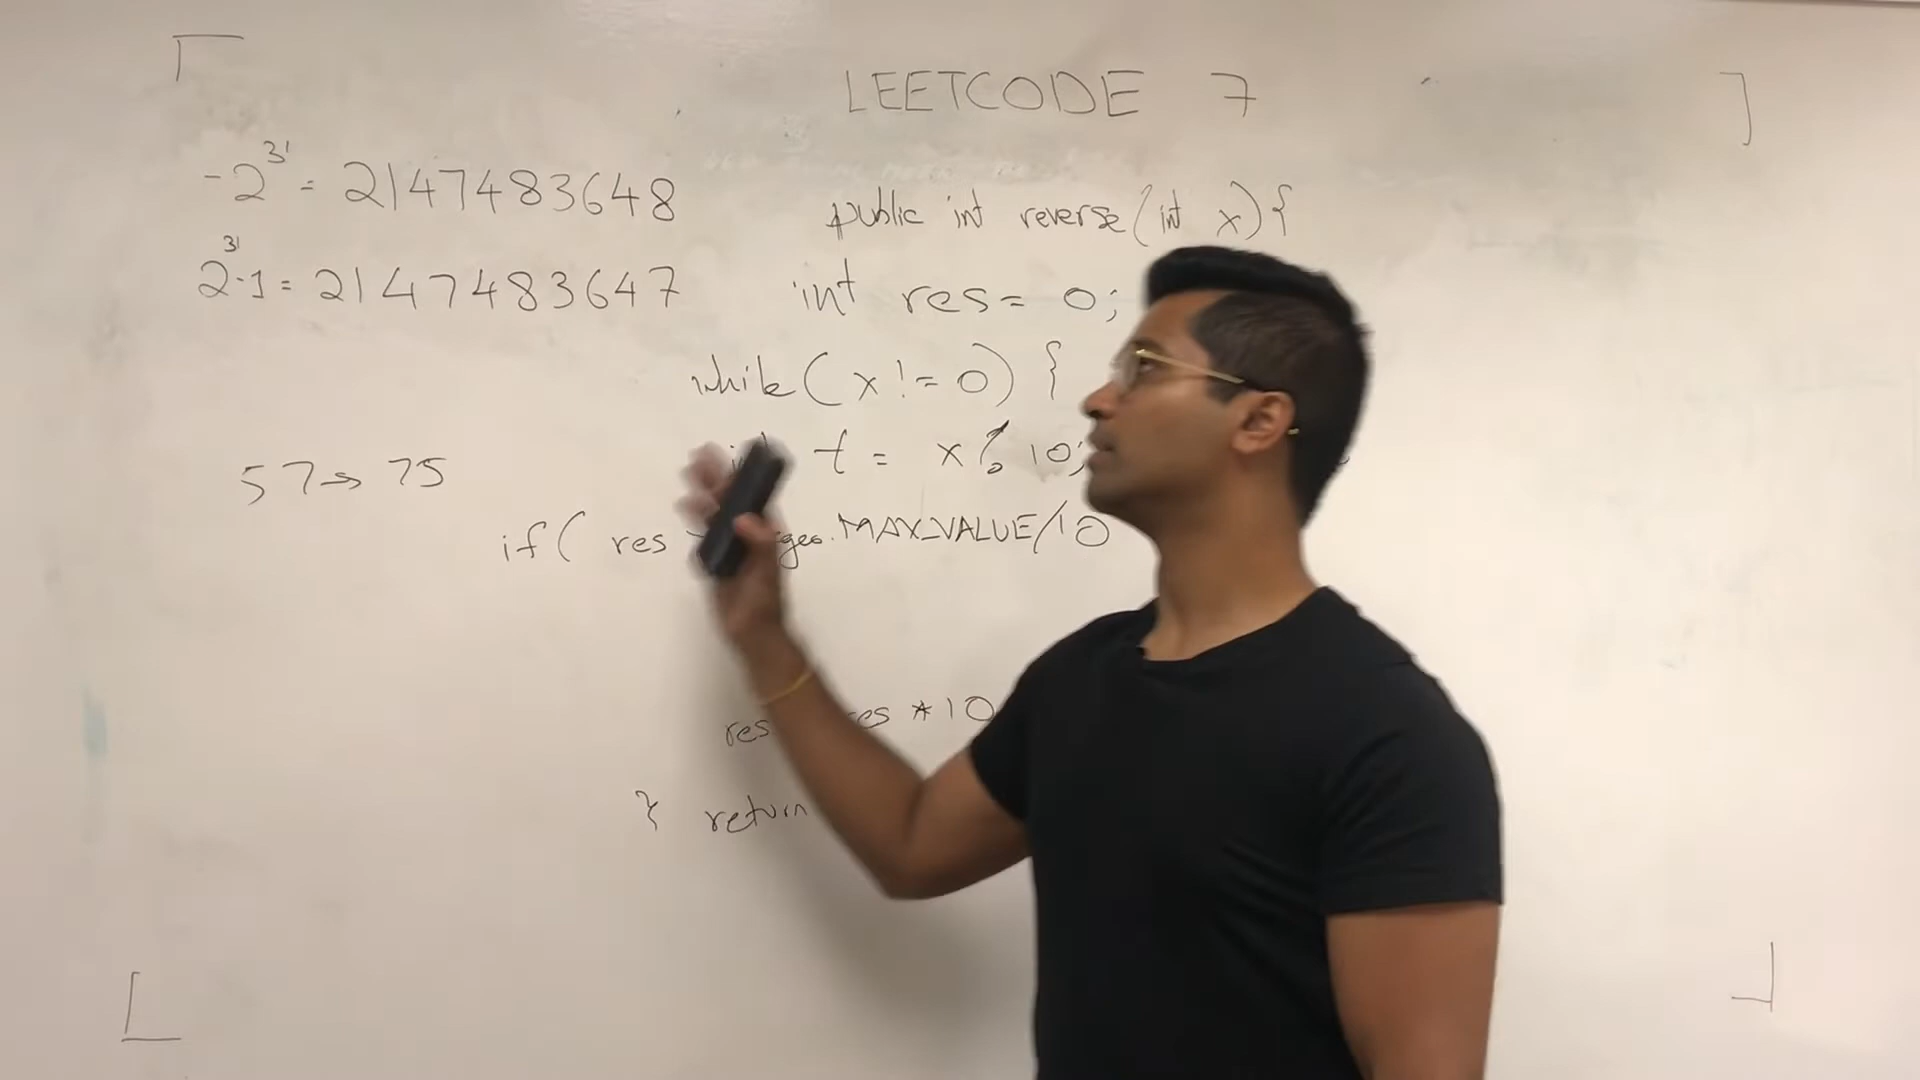 LEETCODE 7
-2^31 = 2147483648
2^31-1 = 2147483647
public int reverse(int x){
int res= 0;
while(x != 0) {
t = x % 10;
57→75
if( res MAX_VALUE/10
res * 10
} return